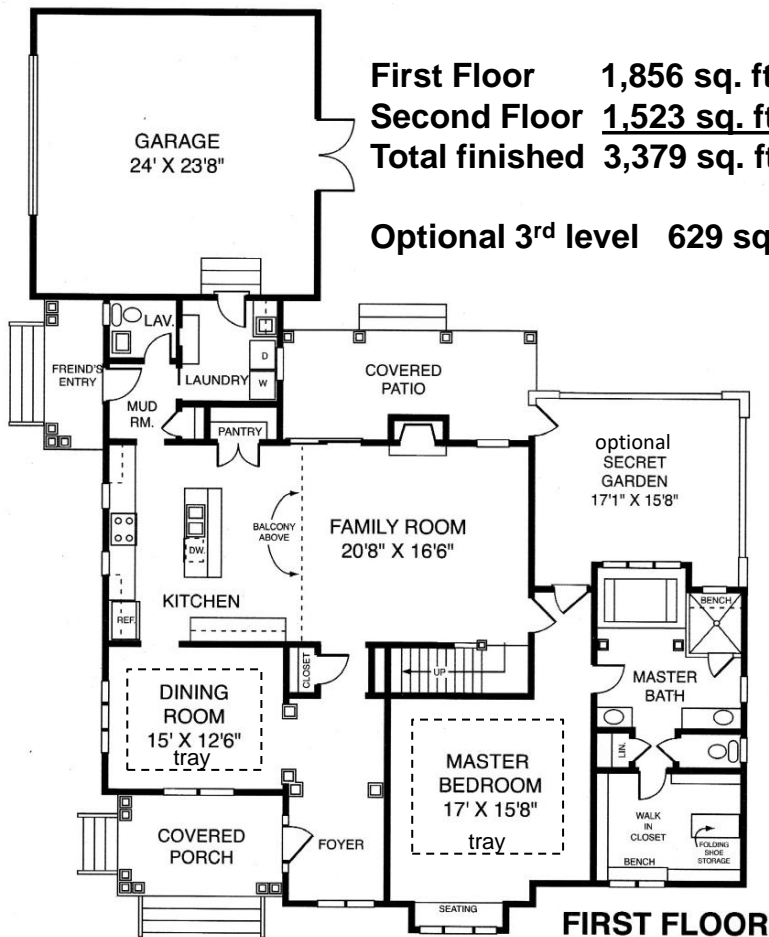 First Floor 1,856 sq. ft
Second Floor 1,523 sq. ft
Total finished 3,379 sq. ft
Optional 3rd level 629 sq
GARAGE
24' X 23'8"
LAV.
FREIND'S
ENTRY
LAUNDRY
D
W
MUD
RM.
PANTRY
COVERED
PATIO
optional
SECRET
GARDEN
17'1" X 15'8"
BALCONY
ABOVE
FAMILY ROOM
20'8" X 16'6"
DW.
KITCHEN
REF.
BENCH
CLOSET
UP
MASTER
BATH
DINING
ROOM
15' X 12'6"
tray
MASTER
BEDROOM
17' X 15'8"
tray
LIN.
WALK
IN
CLOSET
FOLDING
SHOE
STORAGE
BENCH
COVERED
PORCH
FOYER
SEATING
FIRST FLOOR